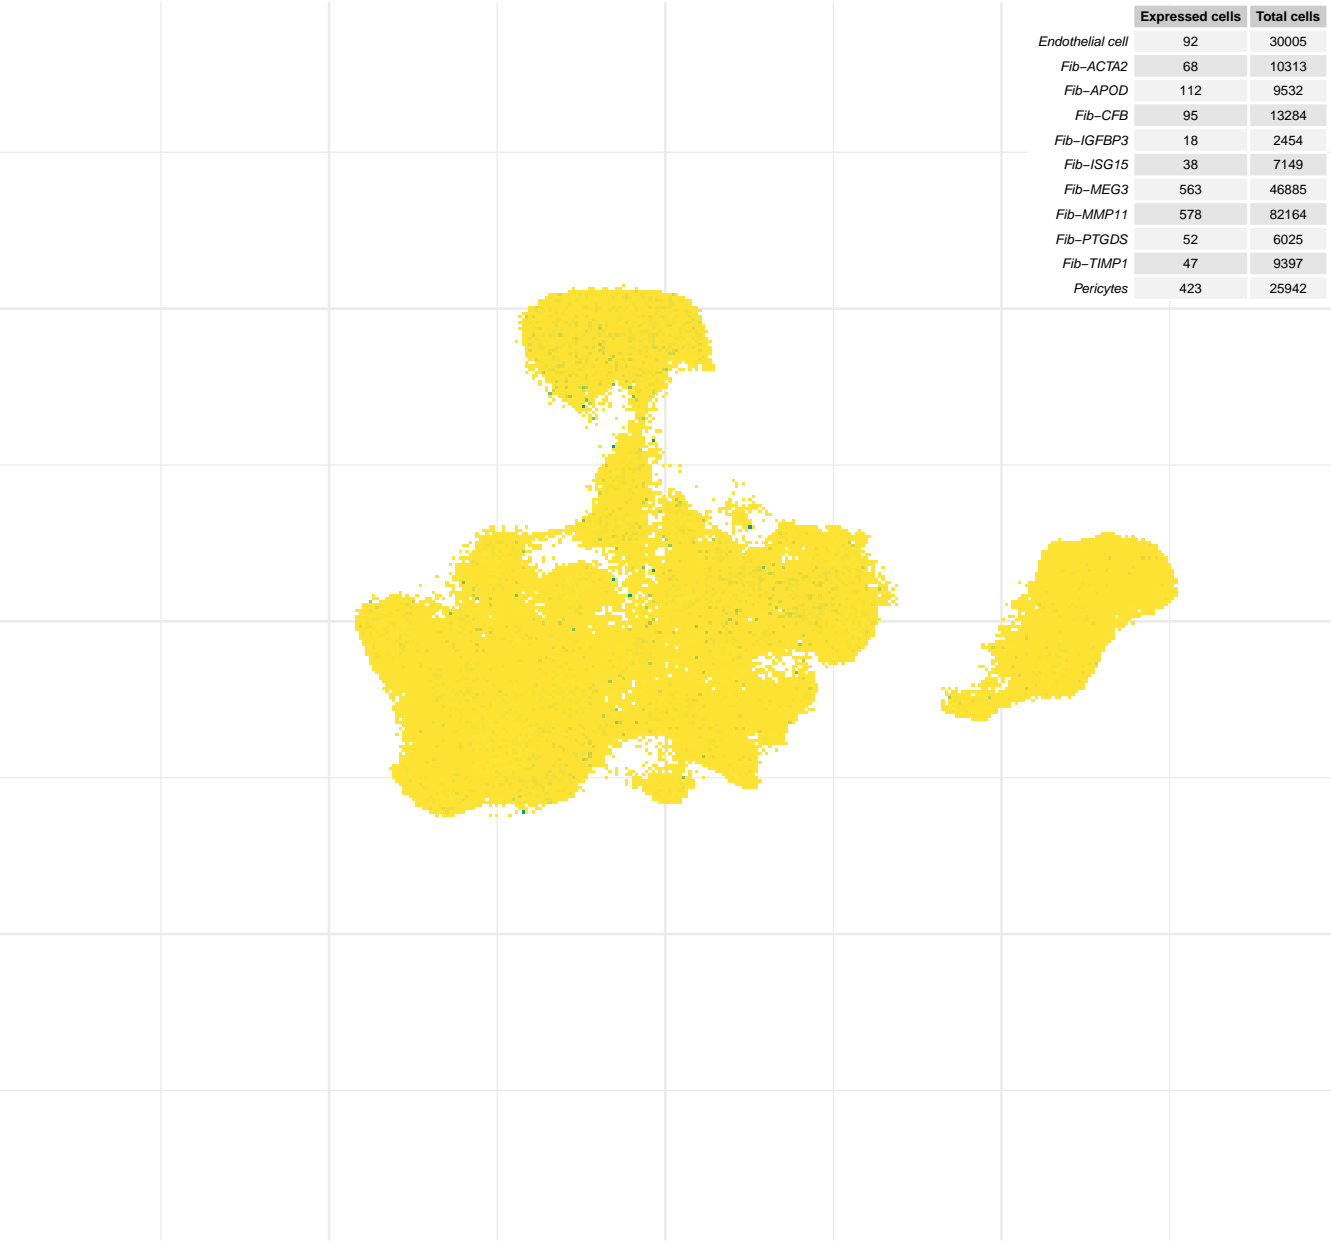 Expressed cells Total cells
Endothelial cell 92 30005
Fib−ACTA2 68 10313
Fib−APOD 112 9532
Fib−CFB 95 13284
Fib−IGFBP3 18 2454
Fib−ISG15 38 7149
Fib−MEG3 563 46885
Fib−MMP11 578 82164
Fib−PTGDS 52 6025
Fib−TIMP1 47 9397
Pericytes 423 25942